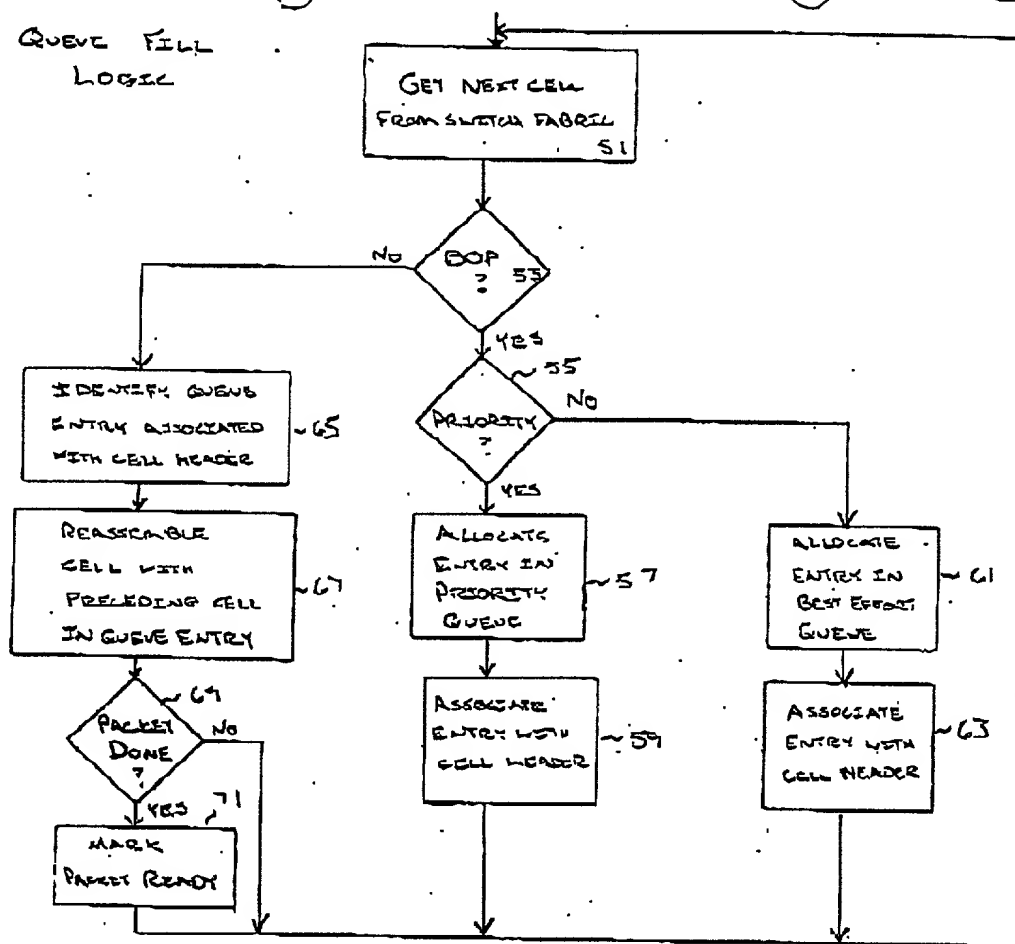 QUEUE FILL
LOGIC
GET NEXT CELL
FROM SWITCH FABRIC
51
BOP
?
53
NO
YES
55
PRIORITY
?
NO
YES
IDENTIFY QUEUE
ENTRY ASSOCIATED
WITH CELL HEADER
65
REASSEMBLE
CELL WITH
PRECEDING CELL
IN QUEUE ENTRY
67
69
PACKET
DONE
?
NO
YES
71
MARK
PACKET READY
ALLOCATE
ENTRY IN
PRIORITY
QUEUE
57
ASSOCIATE
ENTRY WITH
CELL HEADER
59
ALLOCATE
ENTRY IN
BEST EFFORT
QUEUE
61
ASSOCIATE
ENTRY WITH
CELL HEADER
63